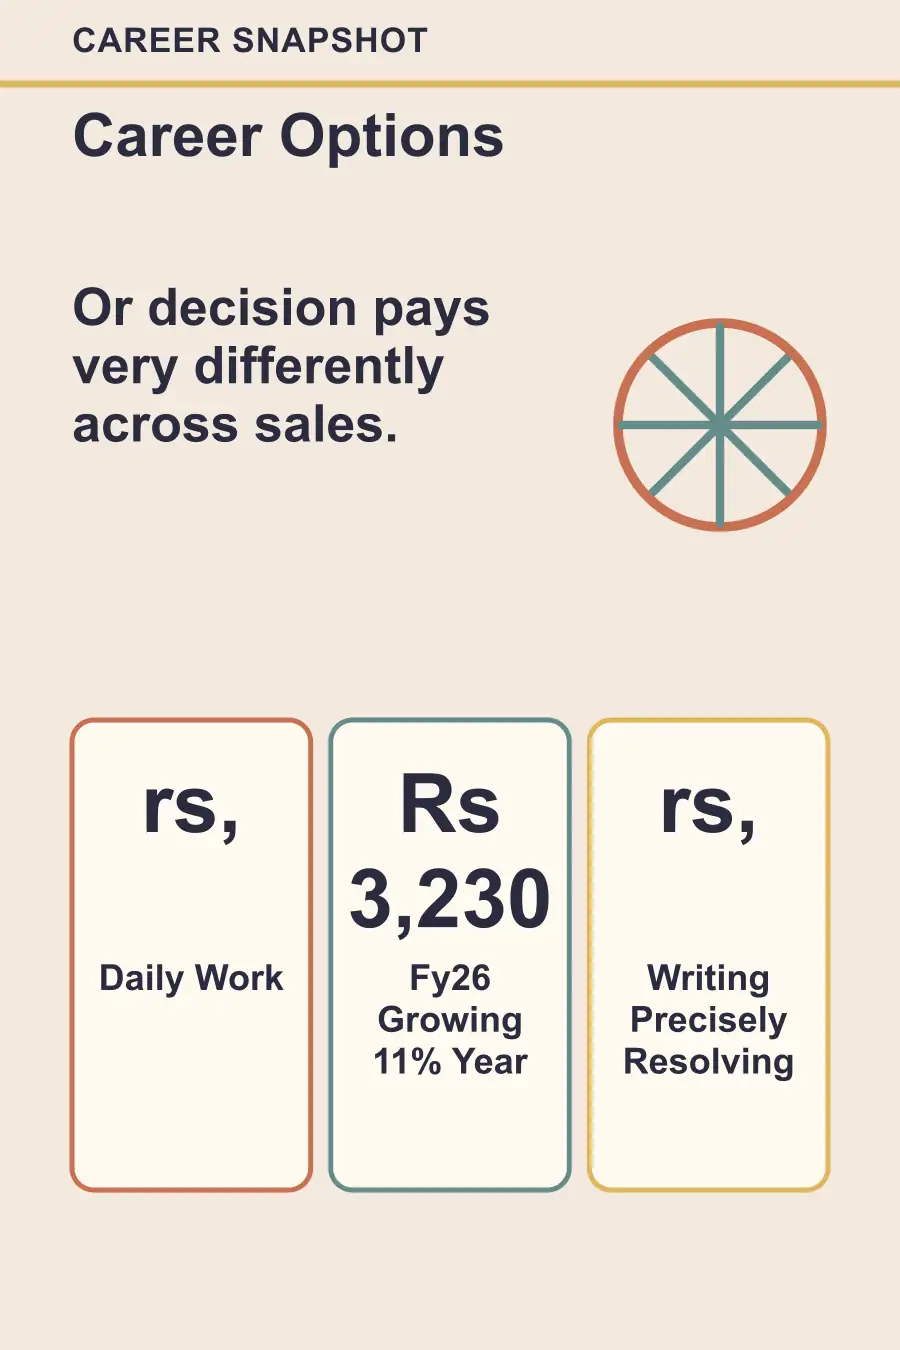 CAREER SNAPSHOT
Career Options
Or decision pays
very differently
across sales.
rs,
Daily Work
Rs
3,230
Fy26
Growing
11% Year
rs,
Writing
Precisely
Resolving